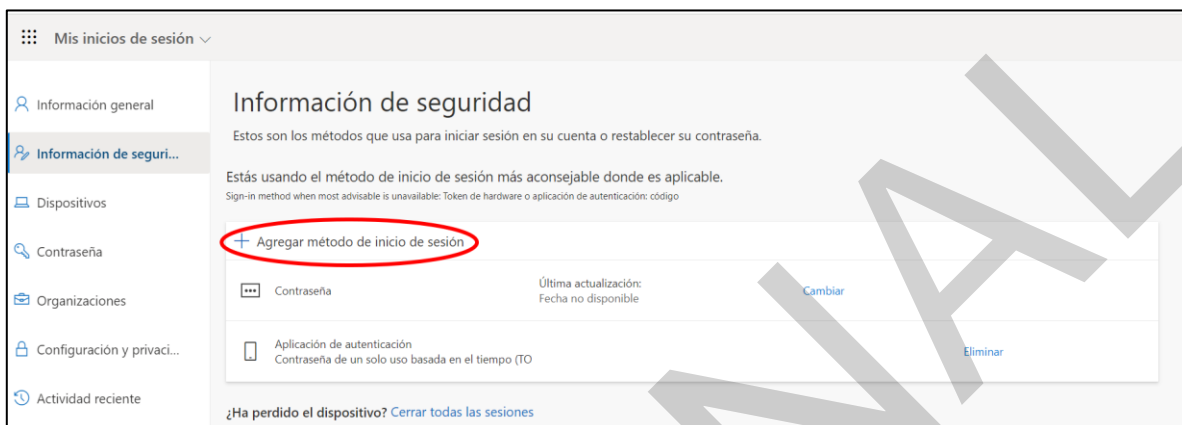 Mis inicios de sesión
Información general
Información de seguri...
Dispositivos
Contraseña
Organizaciones
Configuración y privaci...
Actividad reciente
Información de seguridad
Estos son los métodos que usa para iniciar sesión en su cuenta o restablecer su contraseña.
Estás usando el método de inicio de sesión más aconsejable donde es aplicable.
Sign-in method when most advisable is unavailable: Token de hardware o aplicación de autenticación: código
+ Agregar método de inicio de sesión
Contraseña
Última actualización:
Fecha no disponible
Cambiar
Aplicación de autenticación
Contraseña de un solo uso basada en el tiempo (TO
Eliminar
¿Ha perdido el dispositivo? Cerrar todas las sesiones
NAL